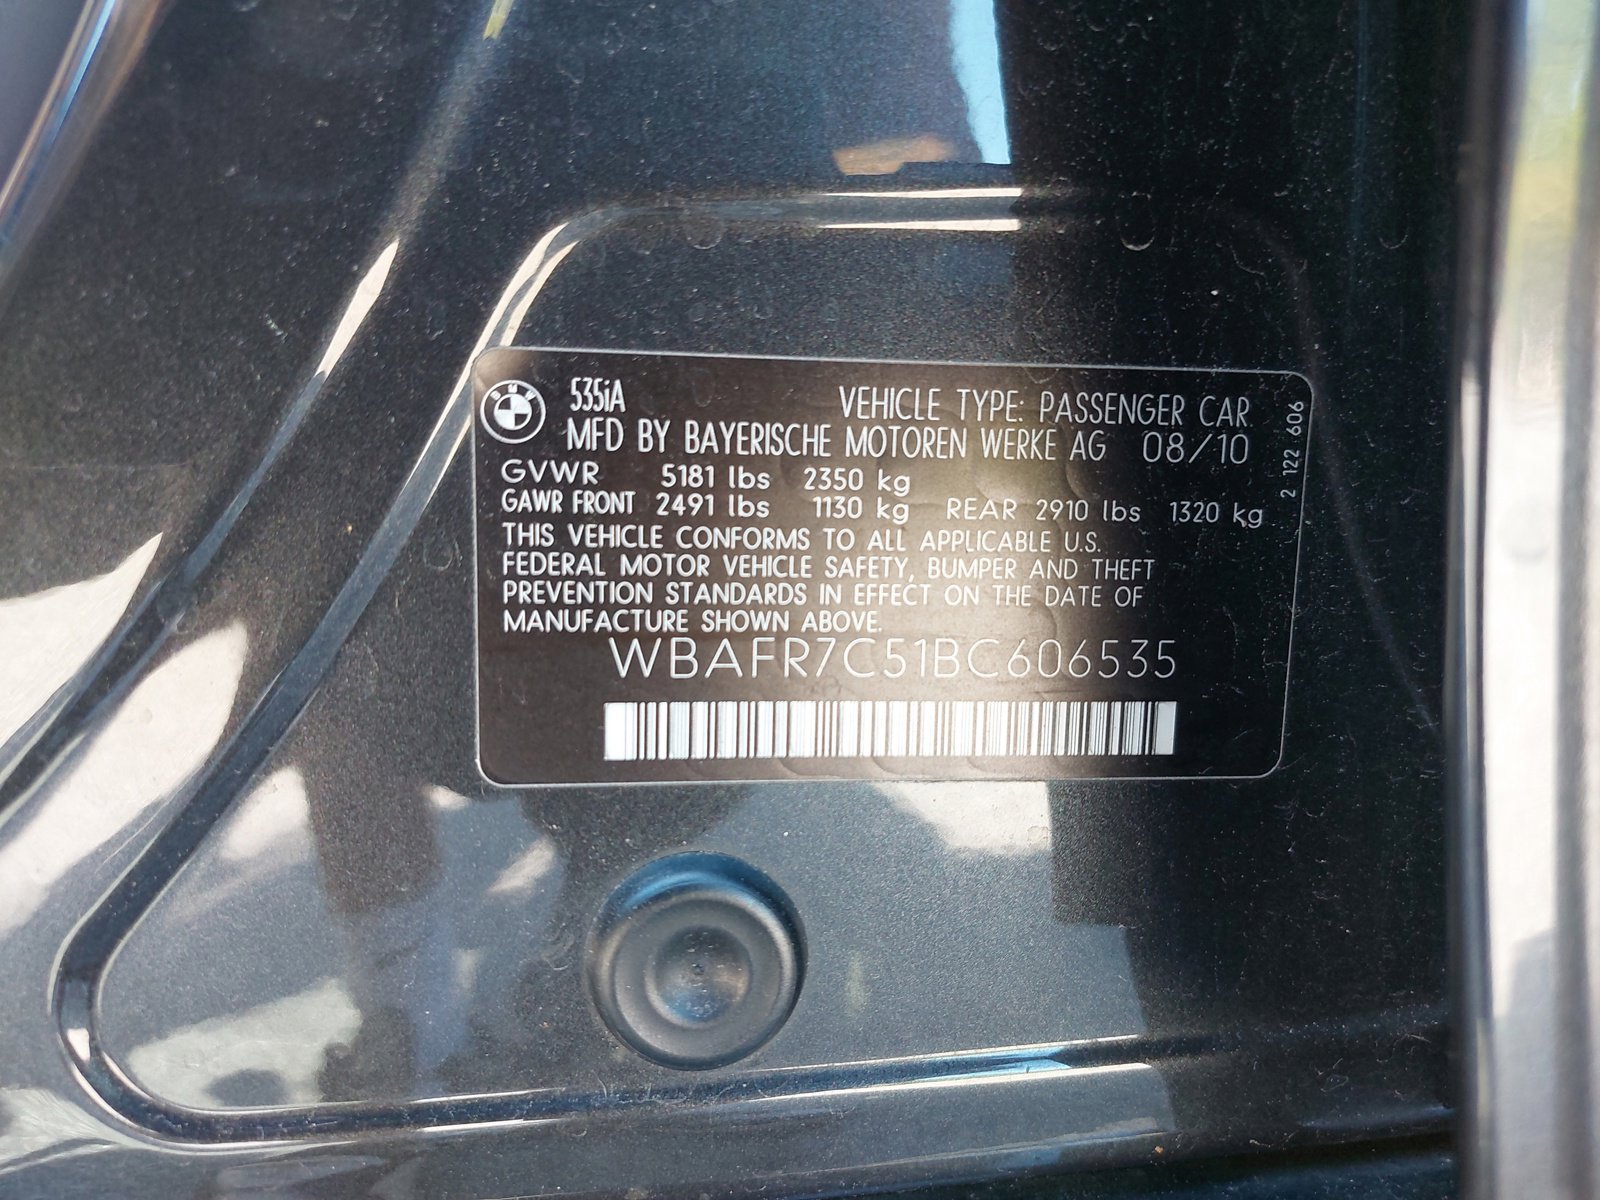 535iA VEHICLE TYPE: PASSENGER CAR
MFD BY BAYERISCHE MOTOREN WERKE AG 08/10
GVWR 5181 lbs 2350 kg
GAWR FRONT 2491 lbs 1130 kg REAR 2910 lbs 1320 kg
THIS VEHICLE CONFORMS TO ALL APPLICABLE U.S.
FEDERAL MOTOR VEHICLE SAFETY, BUMPER AND THEFT
PREVENTION STANDARDS IN EFFECT ON THE DATE OF
MANUFACTURE SHOWN ABOVE.
WBAFR7C51BC606535
2 122 606
BMW